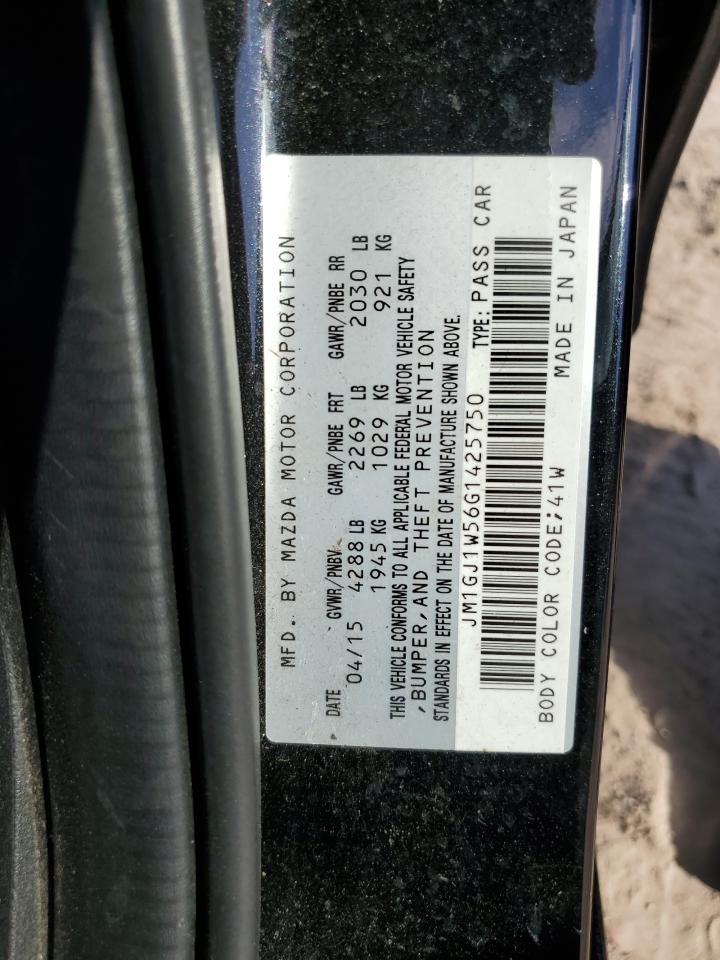 MFD. BY MAZDA MOTOR CORPORATION
DATE GVWR/PNBV GAWR/PNBE FRT GAWR/PNBE RR
04/15 4288 LB 2269 LB 2030 LB
1945 KG 1029 KG 921 KG
THIS VEHICLE CONFORMS TO ALL APPLICABLE FEDERAL MOTOR VEHICLE SAFETY
,BUMPER,AND THEFT PREVENTION
STANDARDS IN EFFECT ON THE DATE OF MANUFACTURE SHOWN ABOVE.
JM1GJ1W56G1425750 TYPE: PASS CAR
BODY COLOR CODE;41W MADE IN JAPAN